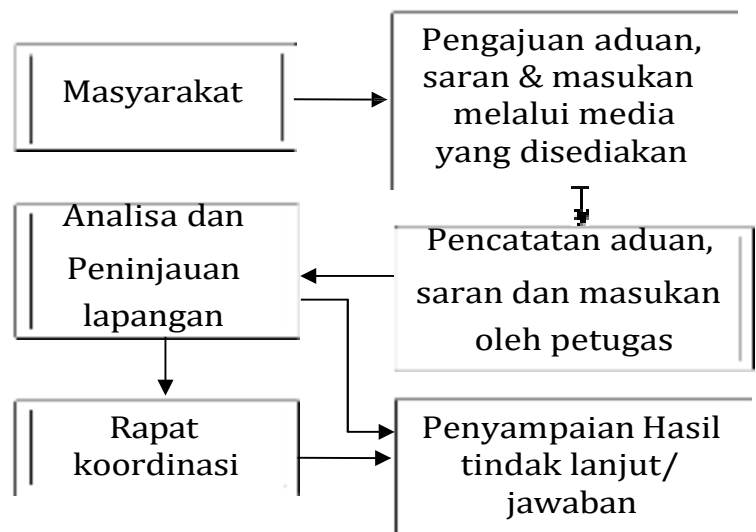 Masyarakat
Pengajuan aduan,
saran & masukan
melalui media
yang disediakan
Pencatatan aduan,
saran dan masukan
oleh petugas
Analisa dan
Peninjauan
lapangan
Rapat
koordinasi
Penyampaian Hasil
tindak lanjut/
jawaban